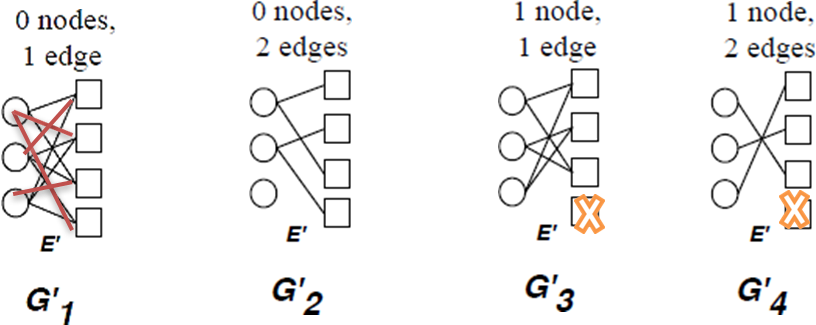 0 nodes,
1 edge
E'
G'1
0 nodes,
2 edges
E'
G'2
1 node,
1 edge
X
E'
G'3
1 node,
2 edges
X
E'
G'4